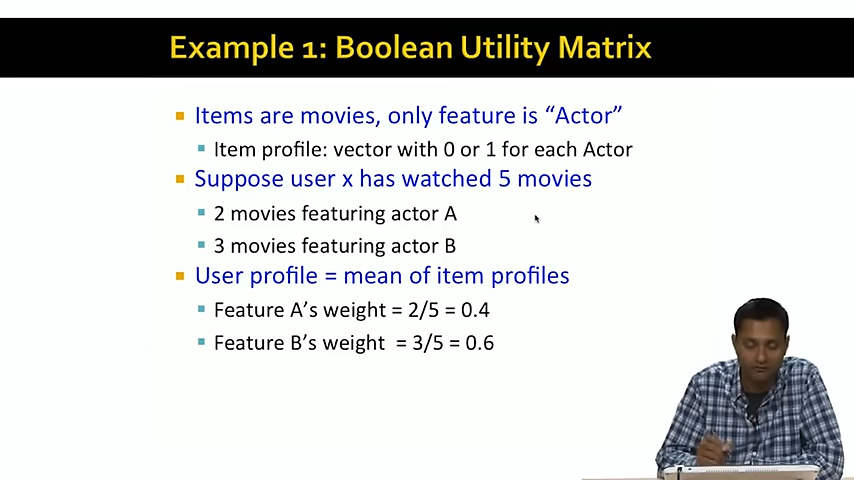 Example 1: Boolean Utility Matrix
Items are movies, only feature is “Actor”
Item profile: vector with 0 or 1 for each Actor
Suppose user x has watched 5 movies
2 movies featuring actor A
3 movies featuring actor B
User profile = mean of item profiles
Feature A’s weight = 2/5 = 0.4
Feature B’s weight = 3/5 = 0.6